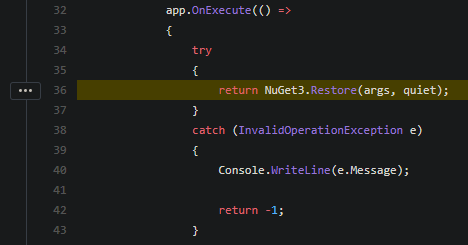 32 app.OnExecute(() =>
33 {
34 try
35 {
36 return NuGet3.Restore(args, quiet);
37 }
38 catch (InvalidOperationException e)
39 {
40 Console.WriteLine(e.Message);
41
42 return -1;
43 }